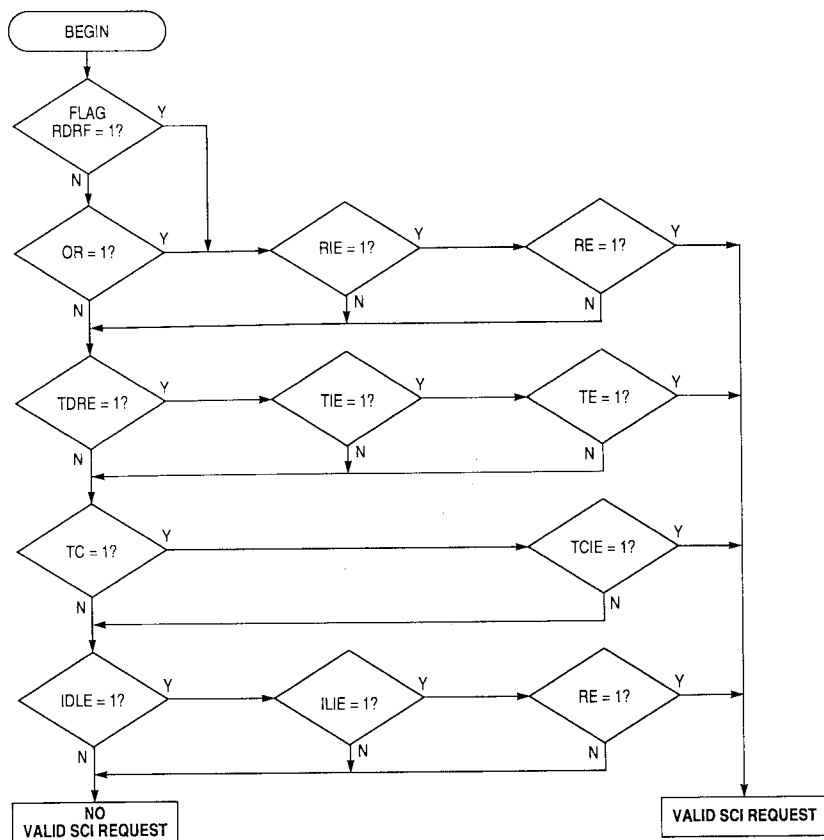 BEGIN
FLAG
RDRF = 1?
Y
N
OR = 1?
Y
N
RIE = 1?
Y
N
RE = 1?
Y
N
TDRE = 1?
Y
N
TIE = 1?
Y
N
TE = 1?
Y
N
TC = 1?
Y
N
TCIE = 1?
Y
N
IDLE = 1?
Y
N
ILIE = 1?
Y
N
RE = 1?
Y
N
NO
VALID SCI REQUEST
VALID SCI REQUEST